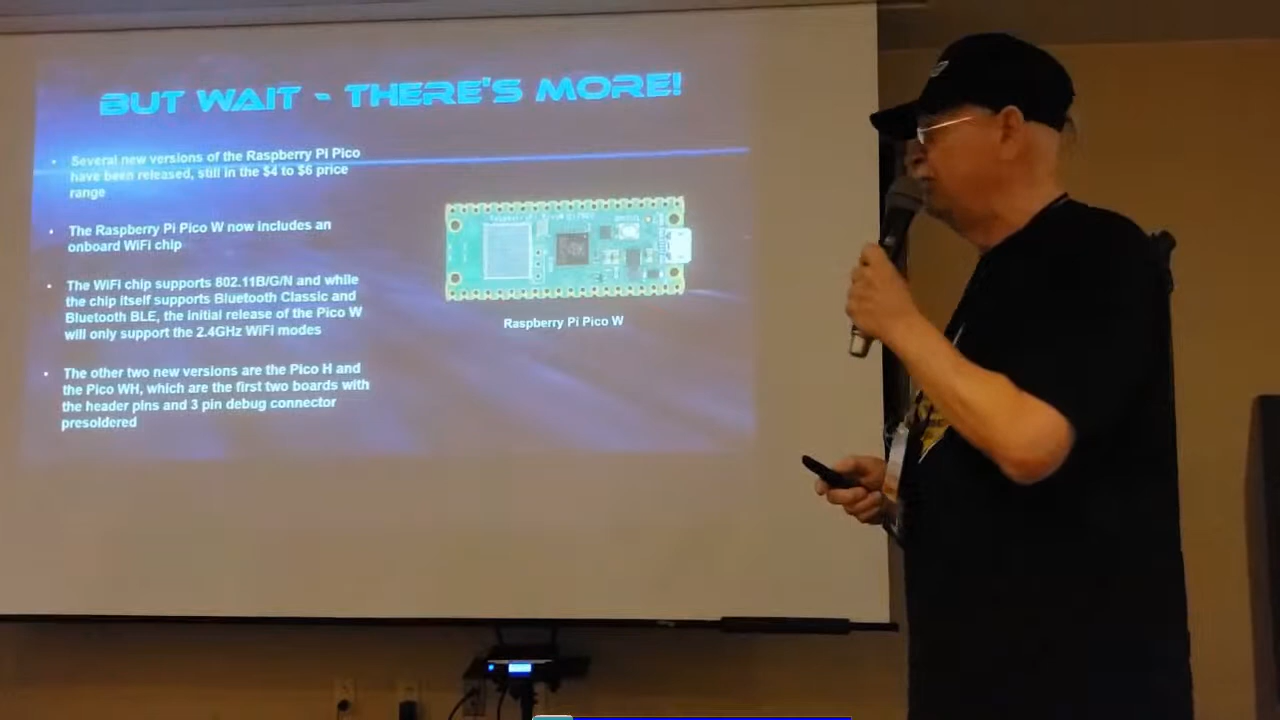 BUT WAIT - THERE'S MORE!
• Several new versions of the Raspberry Pi Pico
have been released, still in the $4 to $6 price
range
• The Raspberry Pi Pico W now includes an
onboard WiFi chip
• The WiFi chip supports 802.11B/G/N and while
the chip itself supports Bluetooth Classic and
Bluetooth BLE, the initial release of the Pico W
will only support the 2.4GHz WiFi modes
• The other two new versions are the Pico H and
the Pico WH, which are the first two boards with
the header pins and 3 pin debug connector
presoldered
Raspberry Pi Pico W